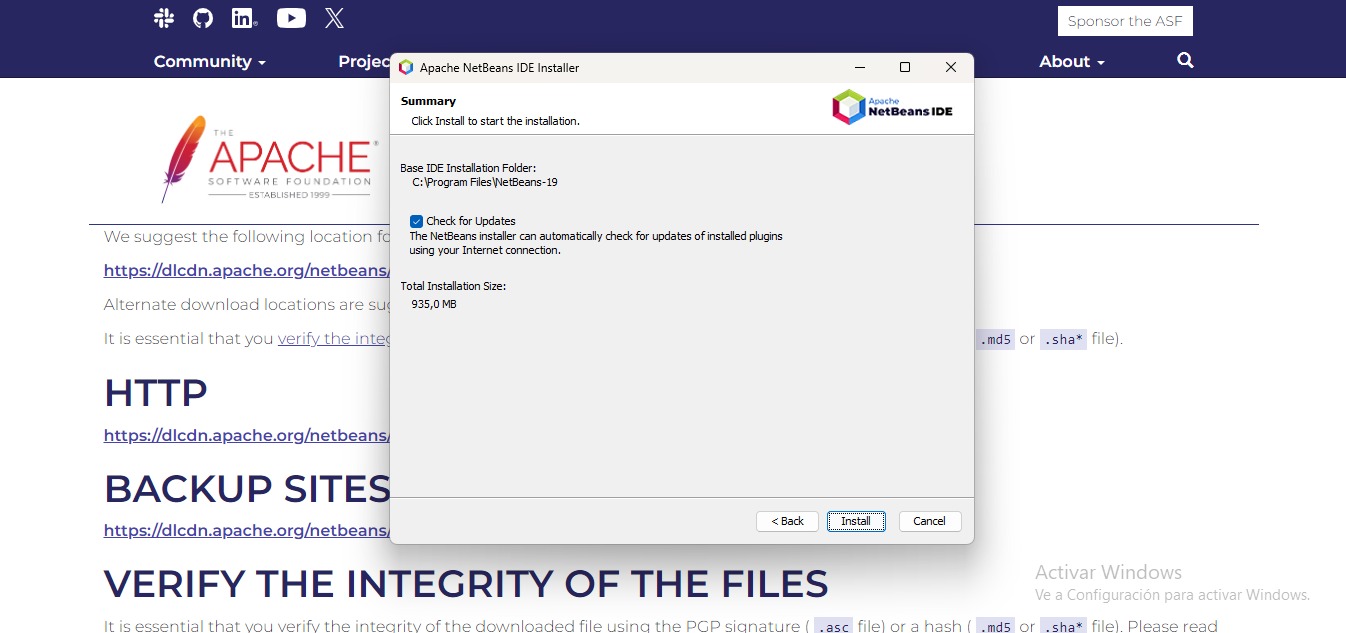 in
Sponsor the ASF
Community
Projec
About
Apache NetBeans IDE Installer
Summary
Click Install to start the installation.
Apache
NetBeans IDE
THE
APACHE®
SOFTWARE FOUNDATION
ESTABLISHED 1999
Base IDE Installation Folder:
C:\Program Files\NetBeans-19
Check for Updates
The NetBeans installer can automatically check for updates of installed plugins
using your Internet connection.
Total Installation Size:
935,0 MB
< Back
Install
Cancel
We suggest the following location fo
https://dlcdn.apache.org/netbeans/
Alternate download locations are sug
It is essential that you verify the integ .md5 or .sha* file).
HTTP
https://dlcdn.apache.org/netbeans/
BACKUP SITES
https://dlcdn.apache.org/netbeans/
VERIFY THE INTEGRITY OF THE FILES
It is essential that you verify the integrity of the downloaded file using the PGP signature ( .asc file) or a hash ( .md5 or .sha* file). Please read
Activar Windows
Ve a Configuración para activar Windows.